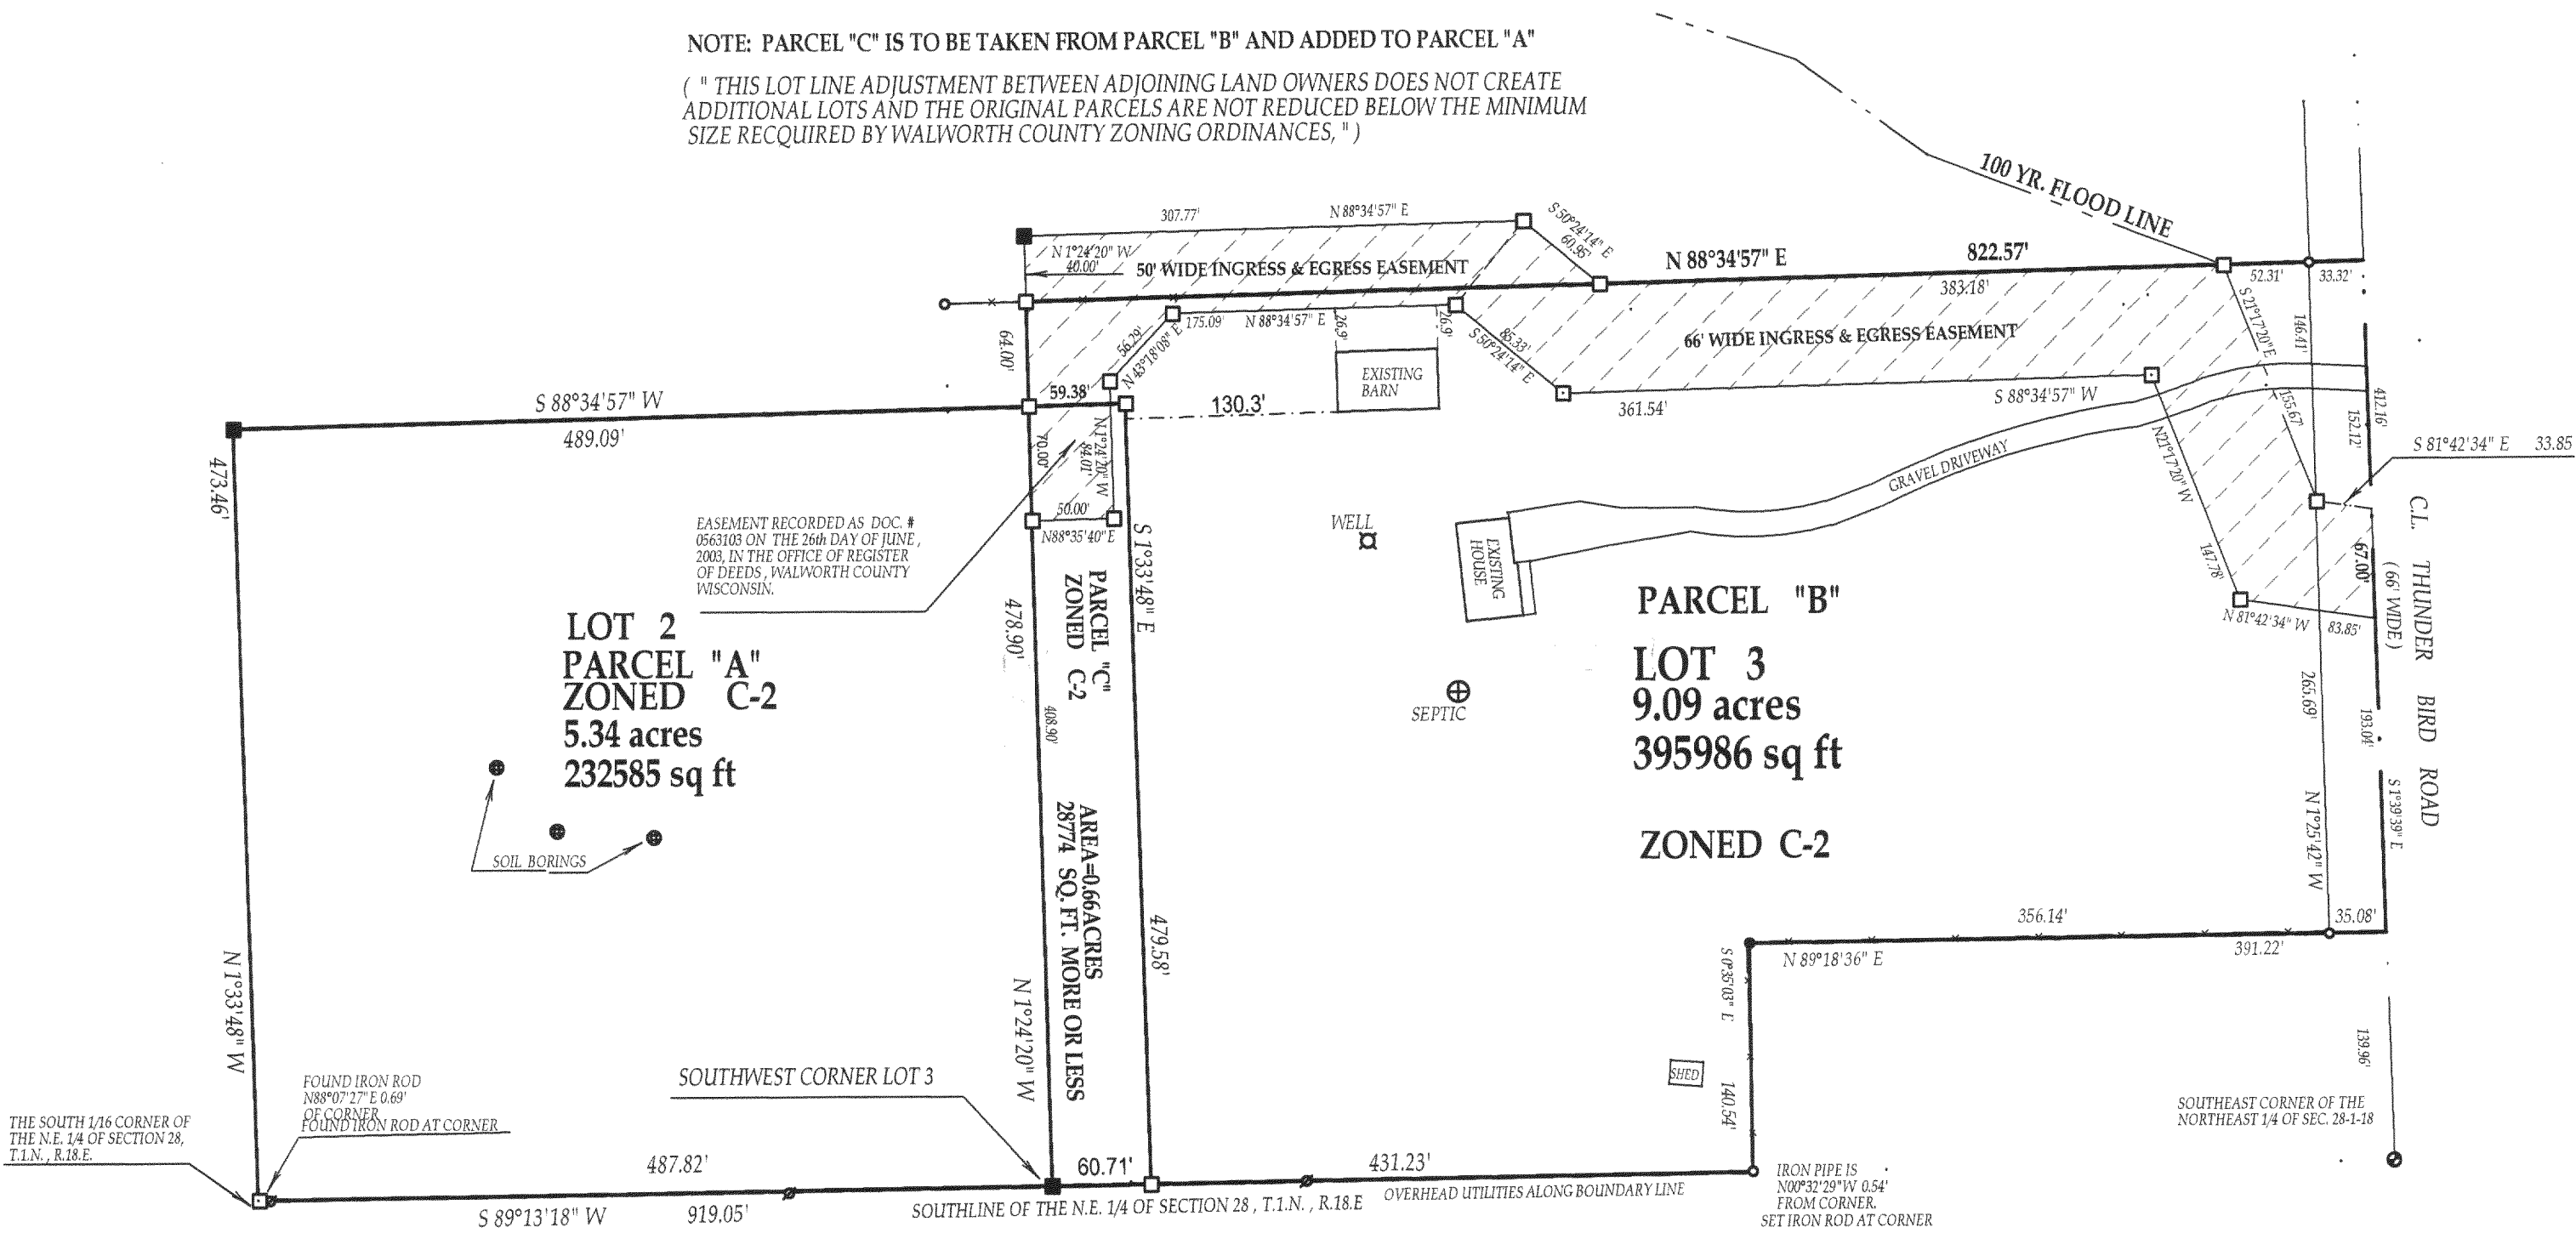 NOTE: PARCEL "C" IS TO BE TAKEN FROM PARCEL "B" AND ADDED TO PARCEL "A"
( " THIS LOT LINE ADJUSTMENT BETWEEN ADJOINING LAND OWNERS DOES NOT CREATE
ADDITIONAL LOTS AND THE ORIGINAL PARCELS ARE NOT REDUCED BELOW THE MINIMUM
SIZE RECQUIRED BY WALWORTH COUNTY ZONING ORDINANCES, " )
100 YR. FLOOD LINE
307.77'
N 88°34'57" E
S 50°24'14" E
60.95'
N 1°24'20" W
40.00'
50' WIDE INGRESS & EGRESS EASEMENT
N 88°34'57" E
822.57'
383.18'
52.31'
33.32'
64.00'
56.29'
N 43°18'08" E
175.09'
N 88°34'57" E
26.9'
26.9'
85.33'
S 50°24'14" E
66' WIDE INGRESS & EGRESS EASEMENT
S 21°17'20"E
155.67'
146.41'
412.16'
152.12'
EXISTING
BARN
S 88°34'57" W
489.09'
59.38'
130.3'
361.54'
S 88°34'57" W
S 81°42'34" E 33.85
473.46'
70.00'
N 1°24'20" W
84.01'
50.00'
N88°35'40"E
GRAVEL DRIVEWAY
N21°17'20" W
147.78'
67.00'
N 81°42'34" W
83.85'
C.L. THUNDER BIRD ROAD
(66' WIDE)
EASEMENT RECORDED AS DOC. #
0563103 ON THE 26th DAY OF JUNE ,
2003, IN THE OFFICE OF REGISTER
OF DEEDS , WALWORTH COUNTY
WISCONSIN.
S 1°33'48" E
WELL
EXISTING
HOUSE
PARCEL "C"
ZONED C-2
478.90'
408.90'
LOT 2
PARCEL "A"
ZONED C-2
5.34 acres
232585 sq ft
PARCEL "B"
LOT 3
9.09 acres
395986 sq ft
ZONED C-2
SEPTIC
265.69'
193.04'
S 1°39'39" E
N 1°25'42" W
SOIL BORINGS
AREA=0.66ACRES
28774 SQ. FT. MORE OR LESS
479.58'
N 1°33'48" W
N 1°24'20" W
356.14'
35.08'
N 89°18'36" E
391.22'
S 0°35'03" E
140.54'
SHED
139.96'
SOUTHEAST CORNER OF THE
NORTHEAST 1/4 OF SEC. 28-1-18
SOUTHWEST CORNER LOT 3
FOUND IRON ROD
N88°07'27"E 0.69'
OF CORNER
FOUND IRON ROD AT CORNER
THE SOUTH 1/16 CORNER OF
THE N.E. 1/4 OF SECTION 28,
T.1.N. , R.18.E.
487.82'
60.71'
431.23'
OVERHEAD UTILITIES ALONG BOUNDARY LINE
S 89°13'18" W
919.05'
SOUTHLINE OF THE N.E. 1/4 OF SECTION 28 , T.1.N. , R.18.E
IRON PIPE IS
N00°32'29"W 0.54'
FROM CORNER.
SET IRON ROD AT CORNER